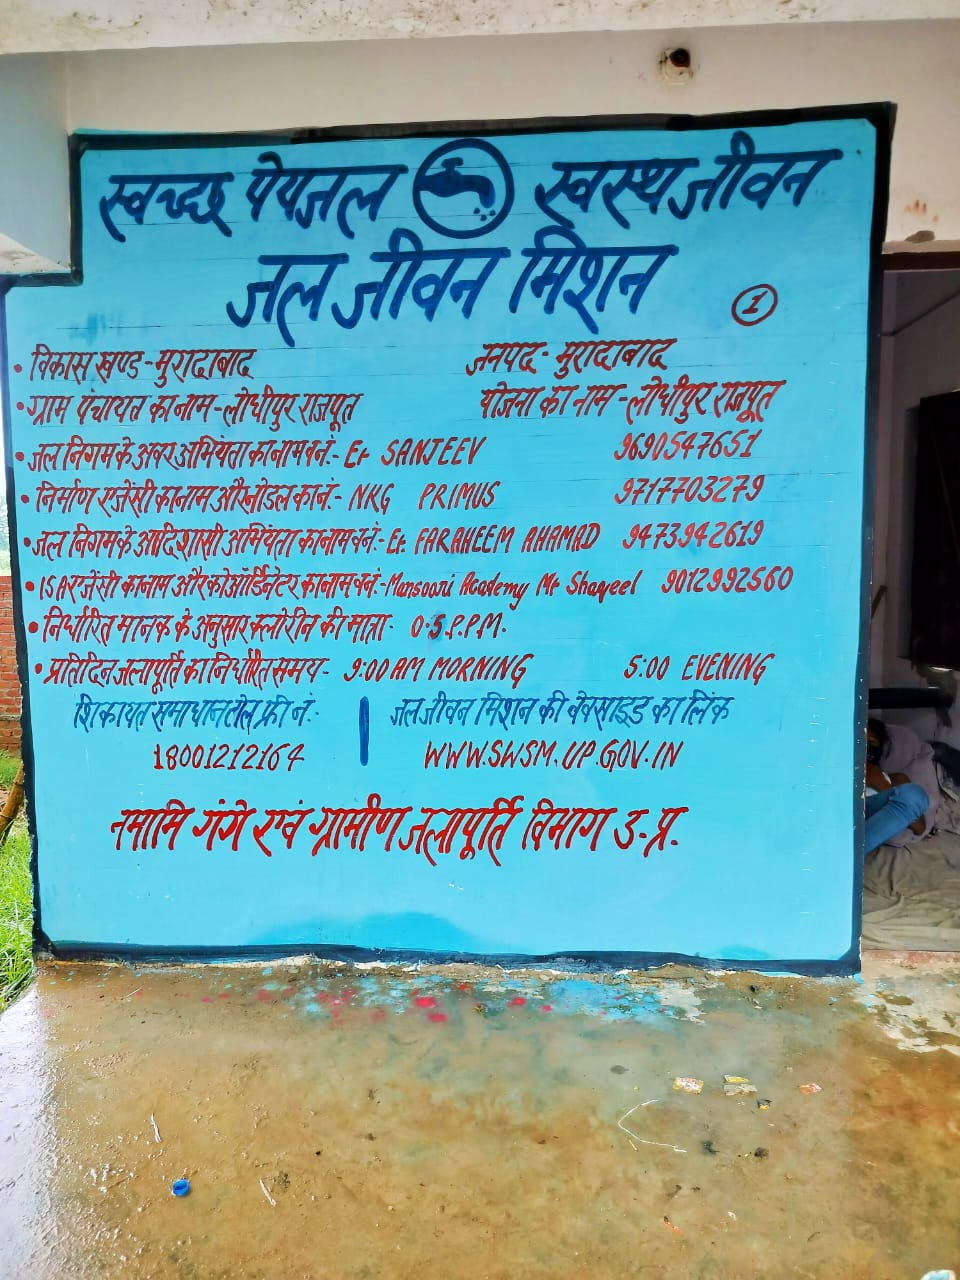 स्वच्छ पेयजल स्वस्थ जीवन
जल जीवन मिशन
1
• विकास खण्ड - मुरादाबाद जनपद - मुरादाबाद
• ग्राम पंचायत का नाम - लोधीपुर राजपूत योजना का नाम - लोधीपुर राजपूत
• जल निगम के अवर अभियंता का नाम व नं.- Er SANJEEV 9690547651
• निर्माण एजेंसी का नाम और नोडल का नं.- NKG PRIMUS 9717703279
• जल निगम के आदिशासी अभियंता का नाम व नं.- Er. FARAHEEM AHAMAD 9473942619
• ISA एजेंसी का नाम और कोऑर्डिनेटर का नाम व नं.- Mansoori Academy Mr Shaqeel 9012992560
• निर्धारित मानक के अनुसार क्लोरीन की मात्रा- 0.5 P.P.M.
• प्रतिदिन जलापूर्ति का निर्धारित समय- 9:00 AM MORNING 5:00 EVENING
शिकायत समाधान टोल फ्री नं.- | जल जीवन मिशन की वेबसाइड का लिंक
18001212164 WWW.SWSM.UP.GOV.IN
नमामि गंगे एवं ग्रामीण जलापूर्ति विभाग उ.प्र.